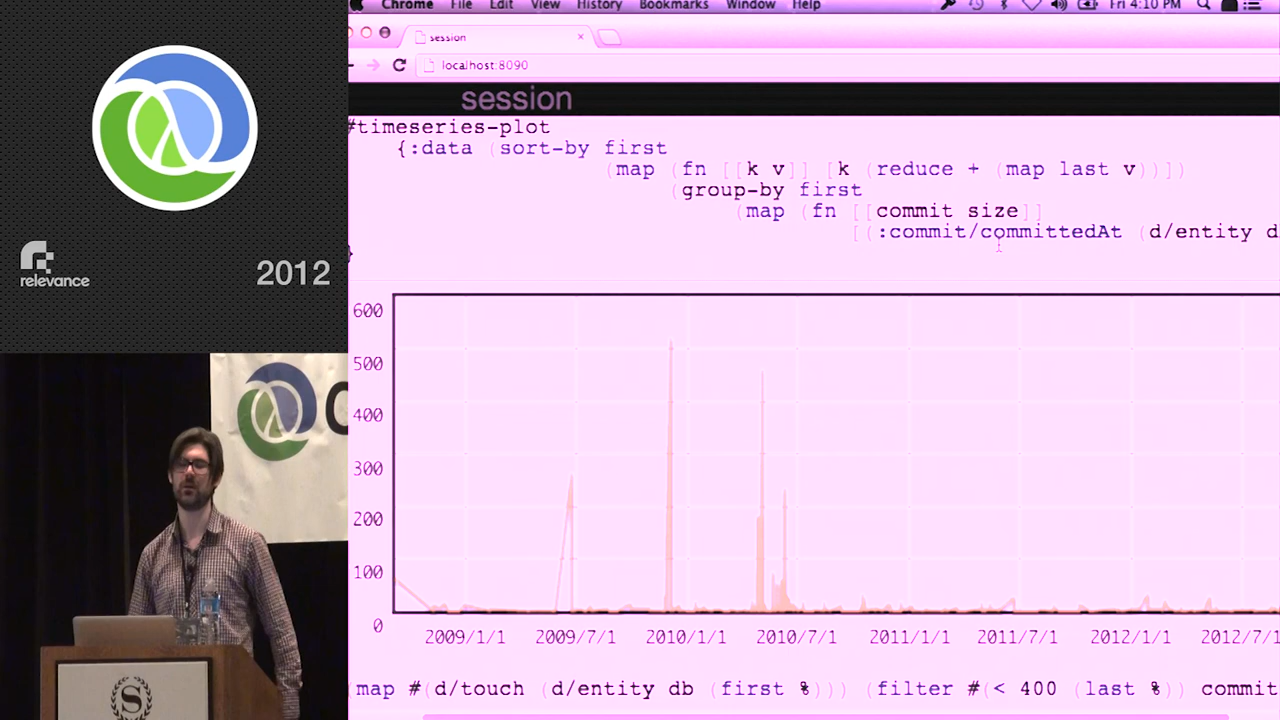 Chrome File Edit View History Bookmarks Window Help Fri 4:10 PM
session
localhost:8090
session
#timeseries-plot
{:data (sort-by first
(map (fn [[k v]] [k (reduce + (map last v))])
(group-by first
(map (fn [[commit size]]
[(:commit/committedAt (d/entity d
}
600
500
400
300
200
100
0
2009/1/1 2009/7/1 2010/1/1 2010/7/1 2011/1/1 2011/7/1 2012/1/1 2012/7/1
(map #(d/touch (d/entity db (first %))) (filter # < 400 (last %) commit
relevance
2012
C
S